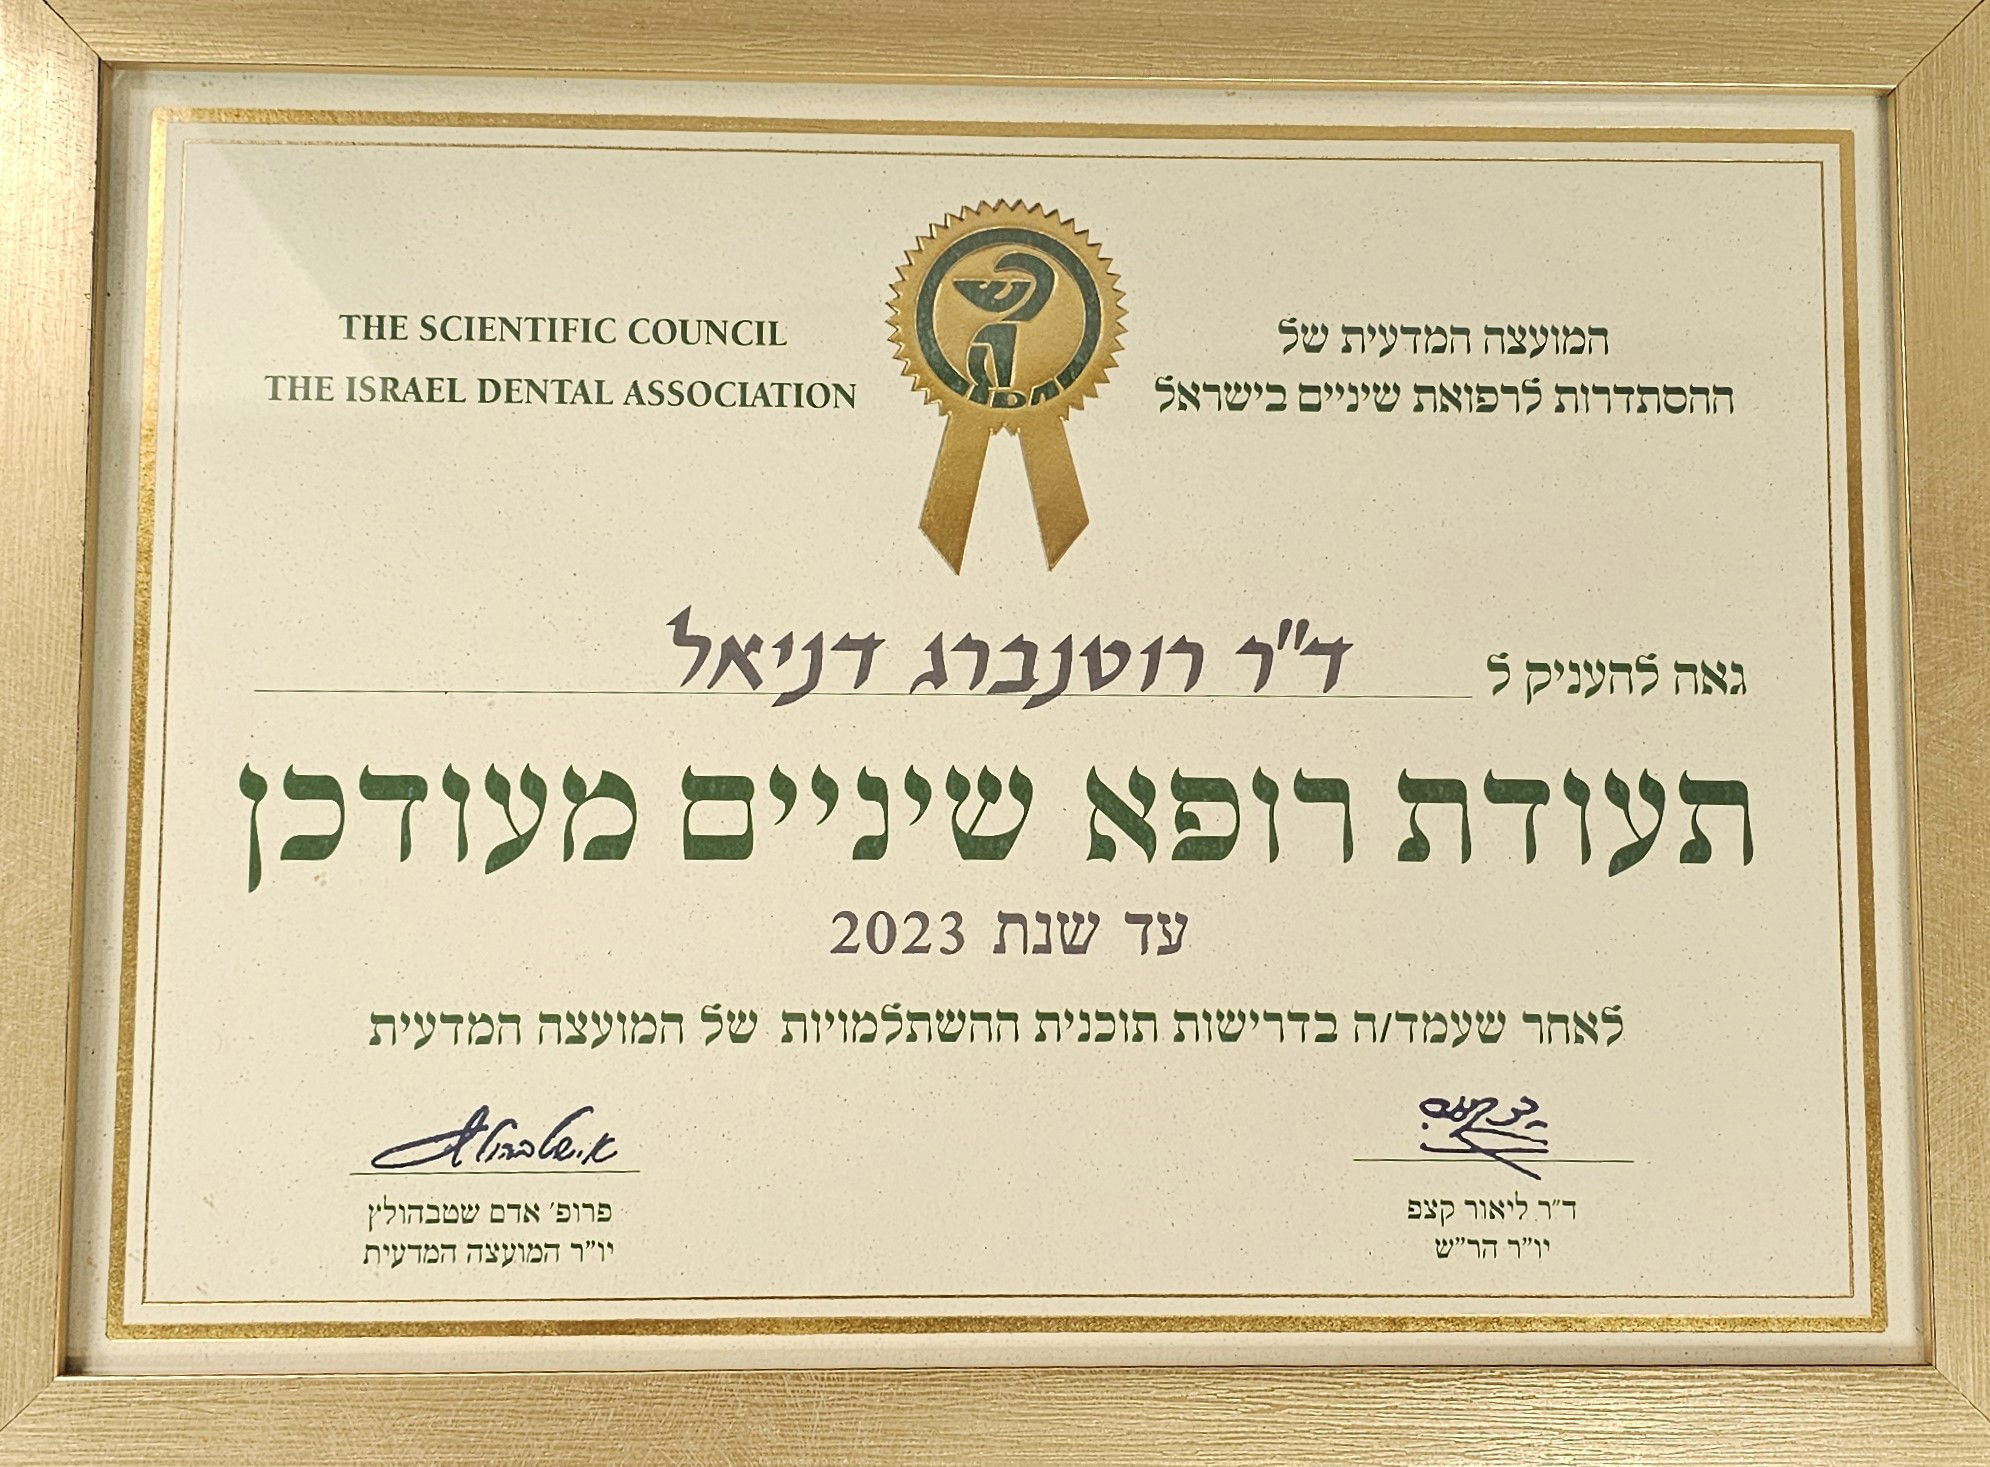 המועצה המדעית של
ההסתדרות לרפואת שיניים בישראל
THE SCIENTIFIC COUNCIL
THE ISRAEL DENTAL ASSOCIATION
IDA
גאה להעניק ל ד"ר רוטנברג דניאל
תעודת רופא שיניים מעודכן
עד שנת 2023
לאחר שעמד/ה בדרישות תוכנית ההשתלמויות של המועצה המדעית
ד״ר ליאור קצפ
יו״ר הר״ש
פרופ׳ אדם שטבהולץ
יו״ר המועצה המדעית